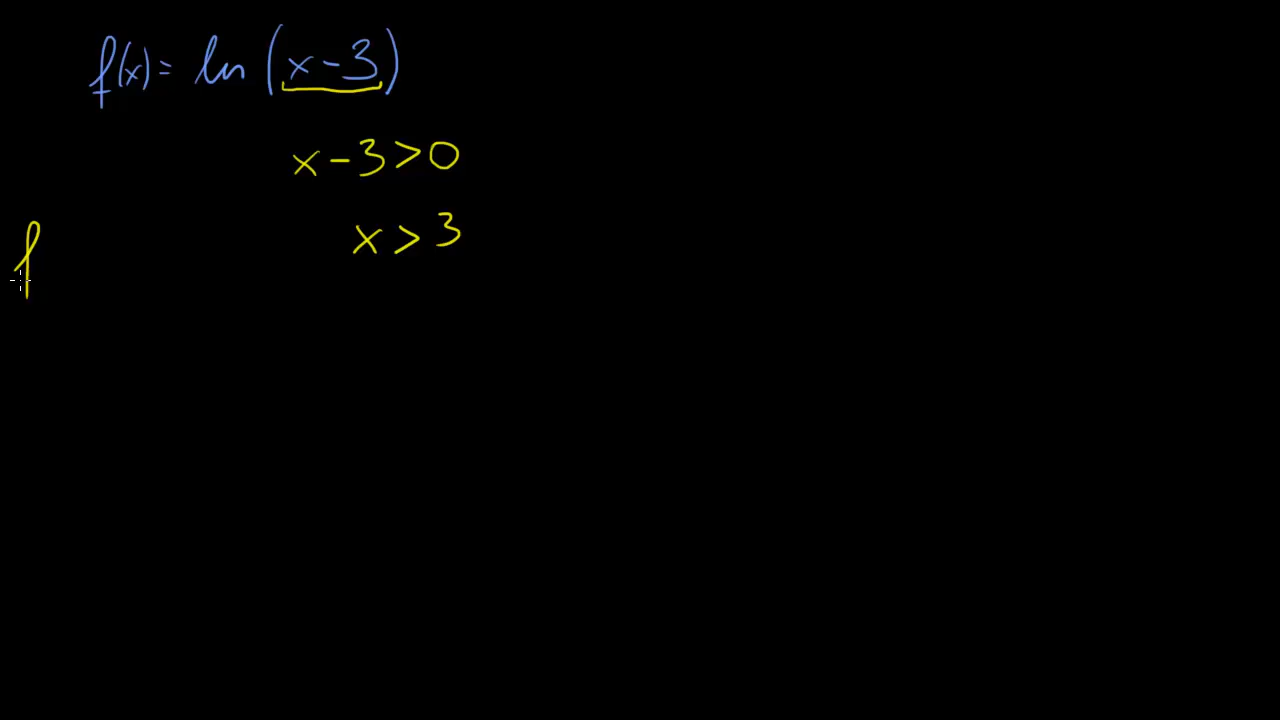 f(x) = ln (x-3)
x-3>0
x > 3
f